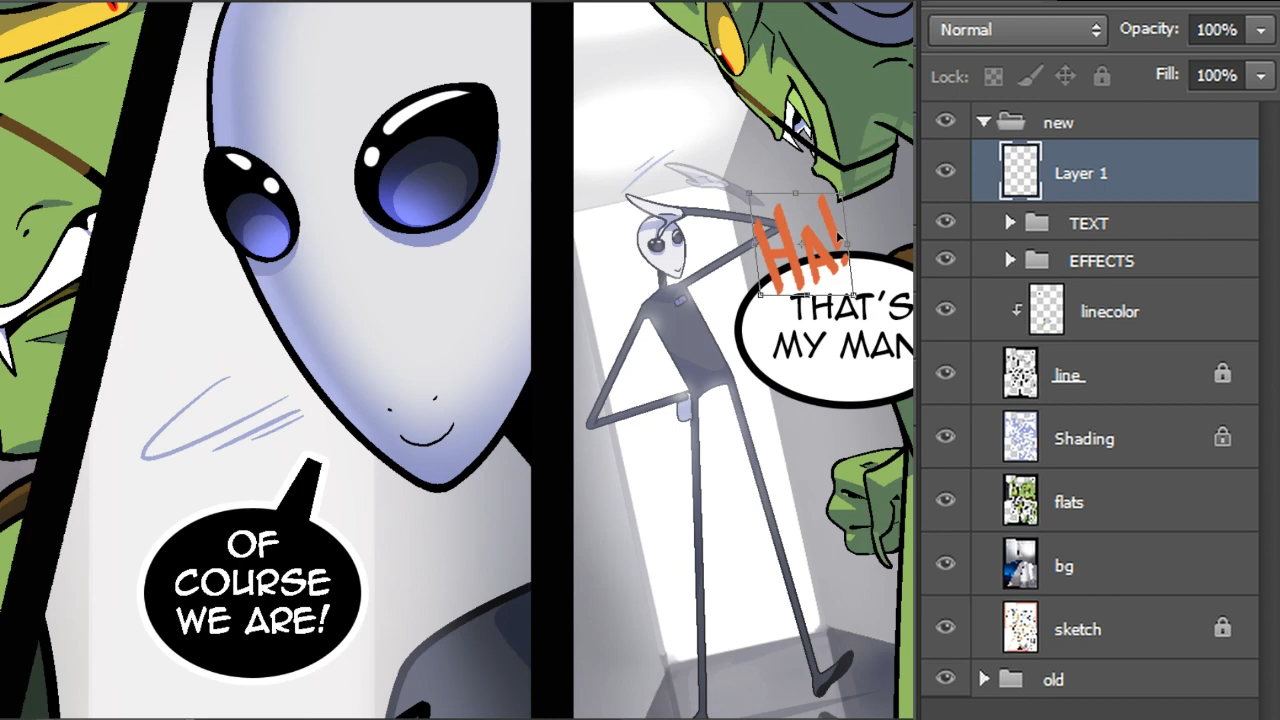 OF
COURSE
WE ARE!
HA!
THAT'S
MY MAN
Normal
Opacity: 100%
Lock:
Fill: 100%
new
Layer 1
TEXT
EFFECTS
linecolor
line
Shading
flats
bg
sketch
old